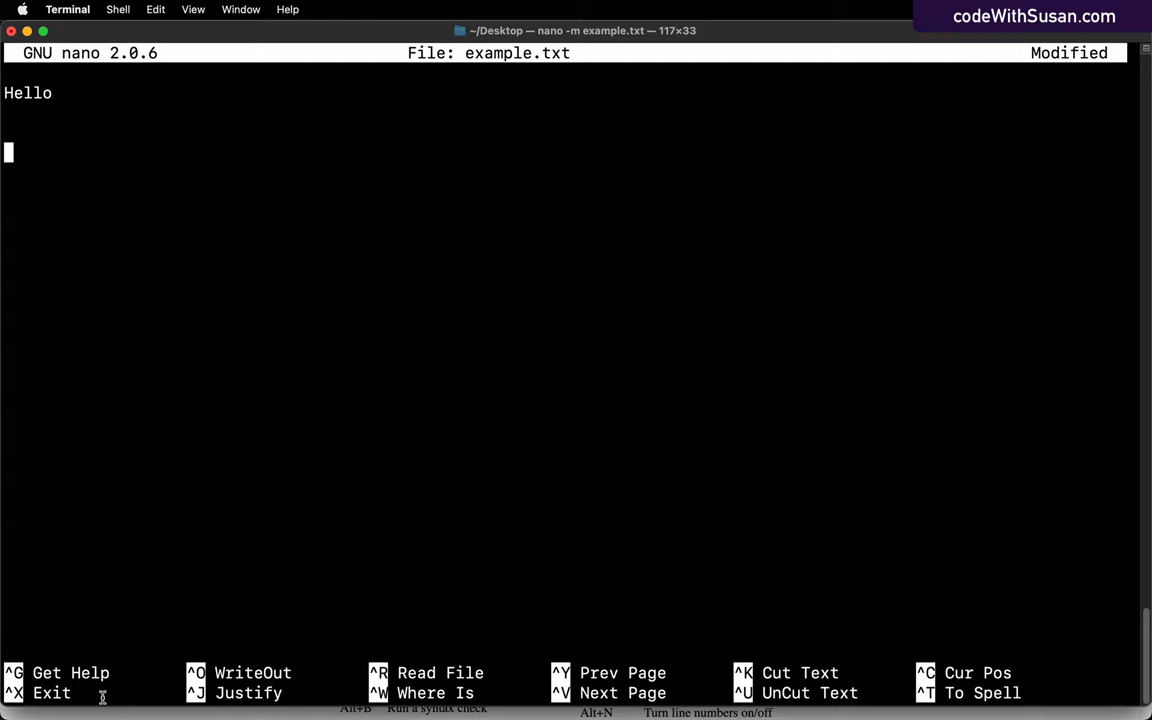 Terminal Shell Edit View Window Help
codeWithSusan.com
~/Desktop — nano -m example.txt — 117×33
GNU nano 2.0.6 File: example.txt Modified
Hello
^G Get Help ^O WriteOut ^R Read File ^Y Prev Page ^K Cut Text ^C Cur Pos
^X Exit ^J Justify ^W Where Is ^V Next Page ^U UnCut Text ^T To Spell
Alt+B Run a syntax check Alt+N Turn line numbers on/off